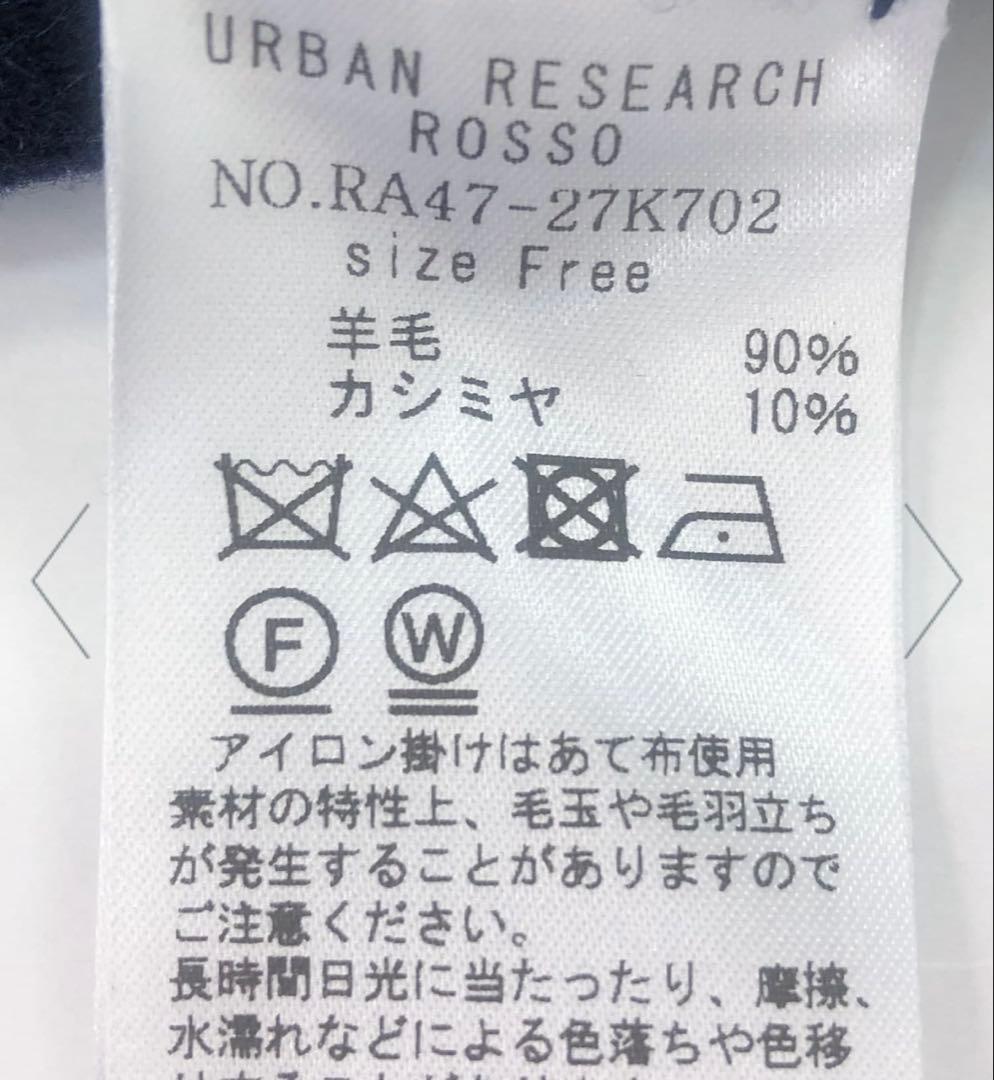 URBAN RESEARCH
ROSSO
NO.RA47-27K702
size Free
羊毛 90%
カシミヤ 10%
F W
アイロン掛けはあて布使用
素材の特性上、毛玉や毛羽立ち
が発生することがありますので
ご注意ください。
長時間日光に当たったり、摩擦、
水濡れなどによる色落ちや色移